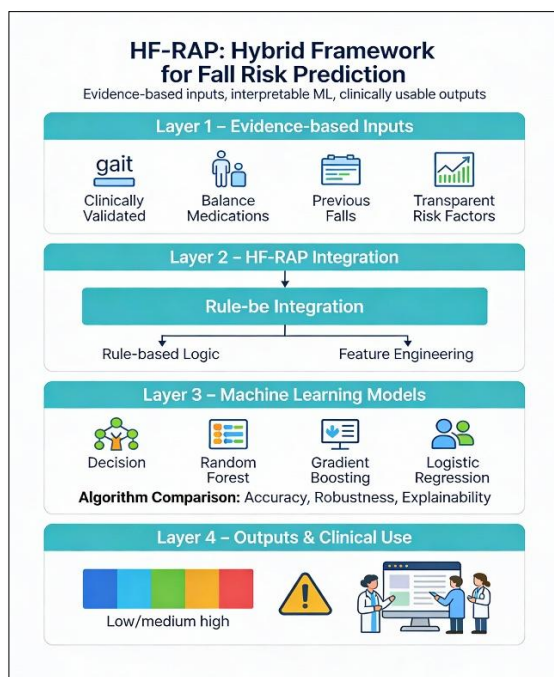 HF-RAP: Hybrid Framework
for Fall Risk Prediction
Evidence-based inputs, interpretable ML, clinically usable outputs
Layer 1 – Evidence-based Inputs
gait
Clinically
Validated
Balance
Medications
Previous
Falls
Transparent
Risk Factors
Layer 2 – HF-RAP Integration
Rule-be Integration
Rule-based Logic
Feature Engineering
Layer 3 – Machine Learning Models
Decision
Random
Forest
Gradient
Boosting
Logistic
Regression
Algorithm Comparison: Accuracy, Robustness, Explainability
Layer 4 – Outputs & Clinical Use
Low/medium high